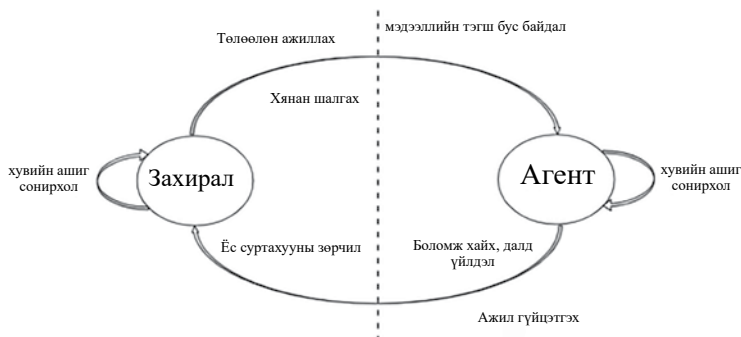 Төлөөлөн ажиллах
мэдээллийн тэгш бус байдал
Хянан шалгах
хувийн ашиг
сонирхол
Захирал
Агент
хувийн ашиг
сонирхол
Ёс суртахууны зөрчил
Боломж хайх, далд
үйлдэл
Ажил гүйцэтгэх